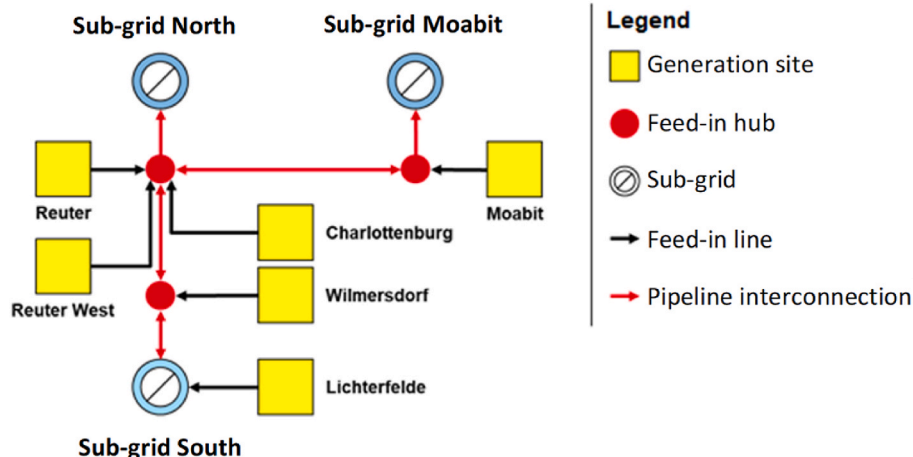 Sub-grid North
Sub-grid Moabit
Legend
Generation site
Feed-in hub
Sub-grid
Feed-in line
Pipeline interconnection
Reuter
Moabit
Charlottenburg
Reuter West
Wilmersdorf
Lichterfelde
Sub-grid South